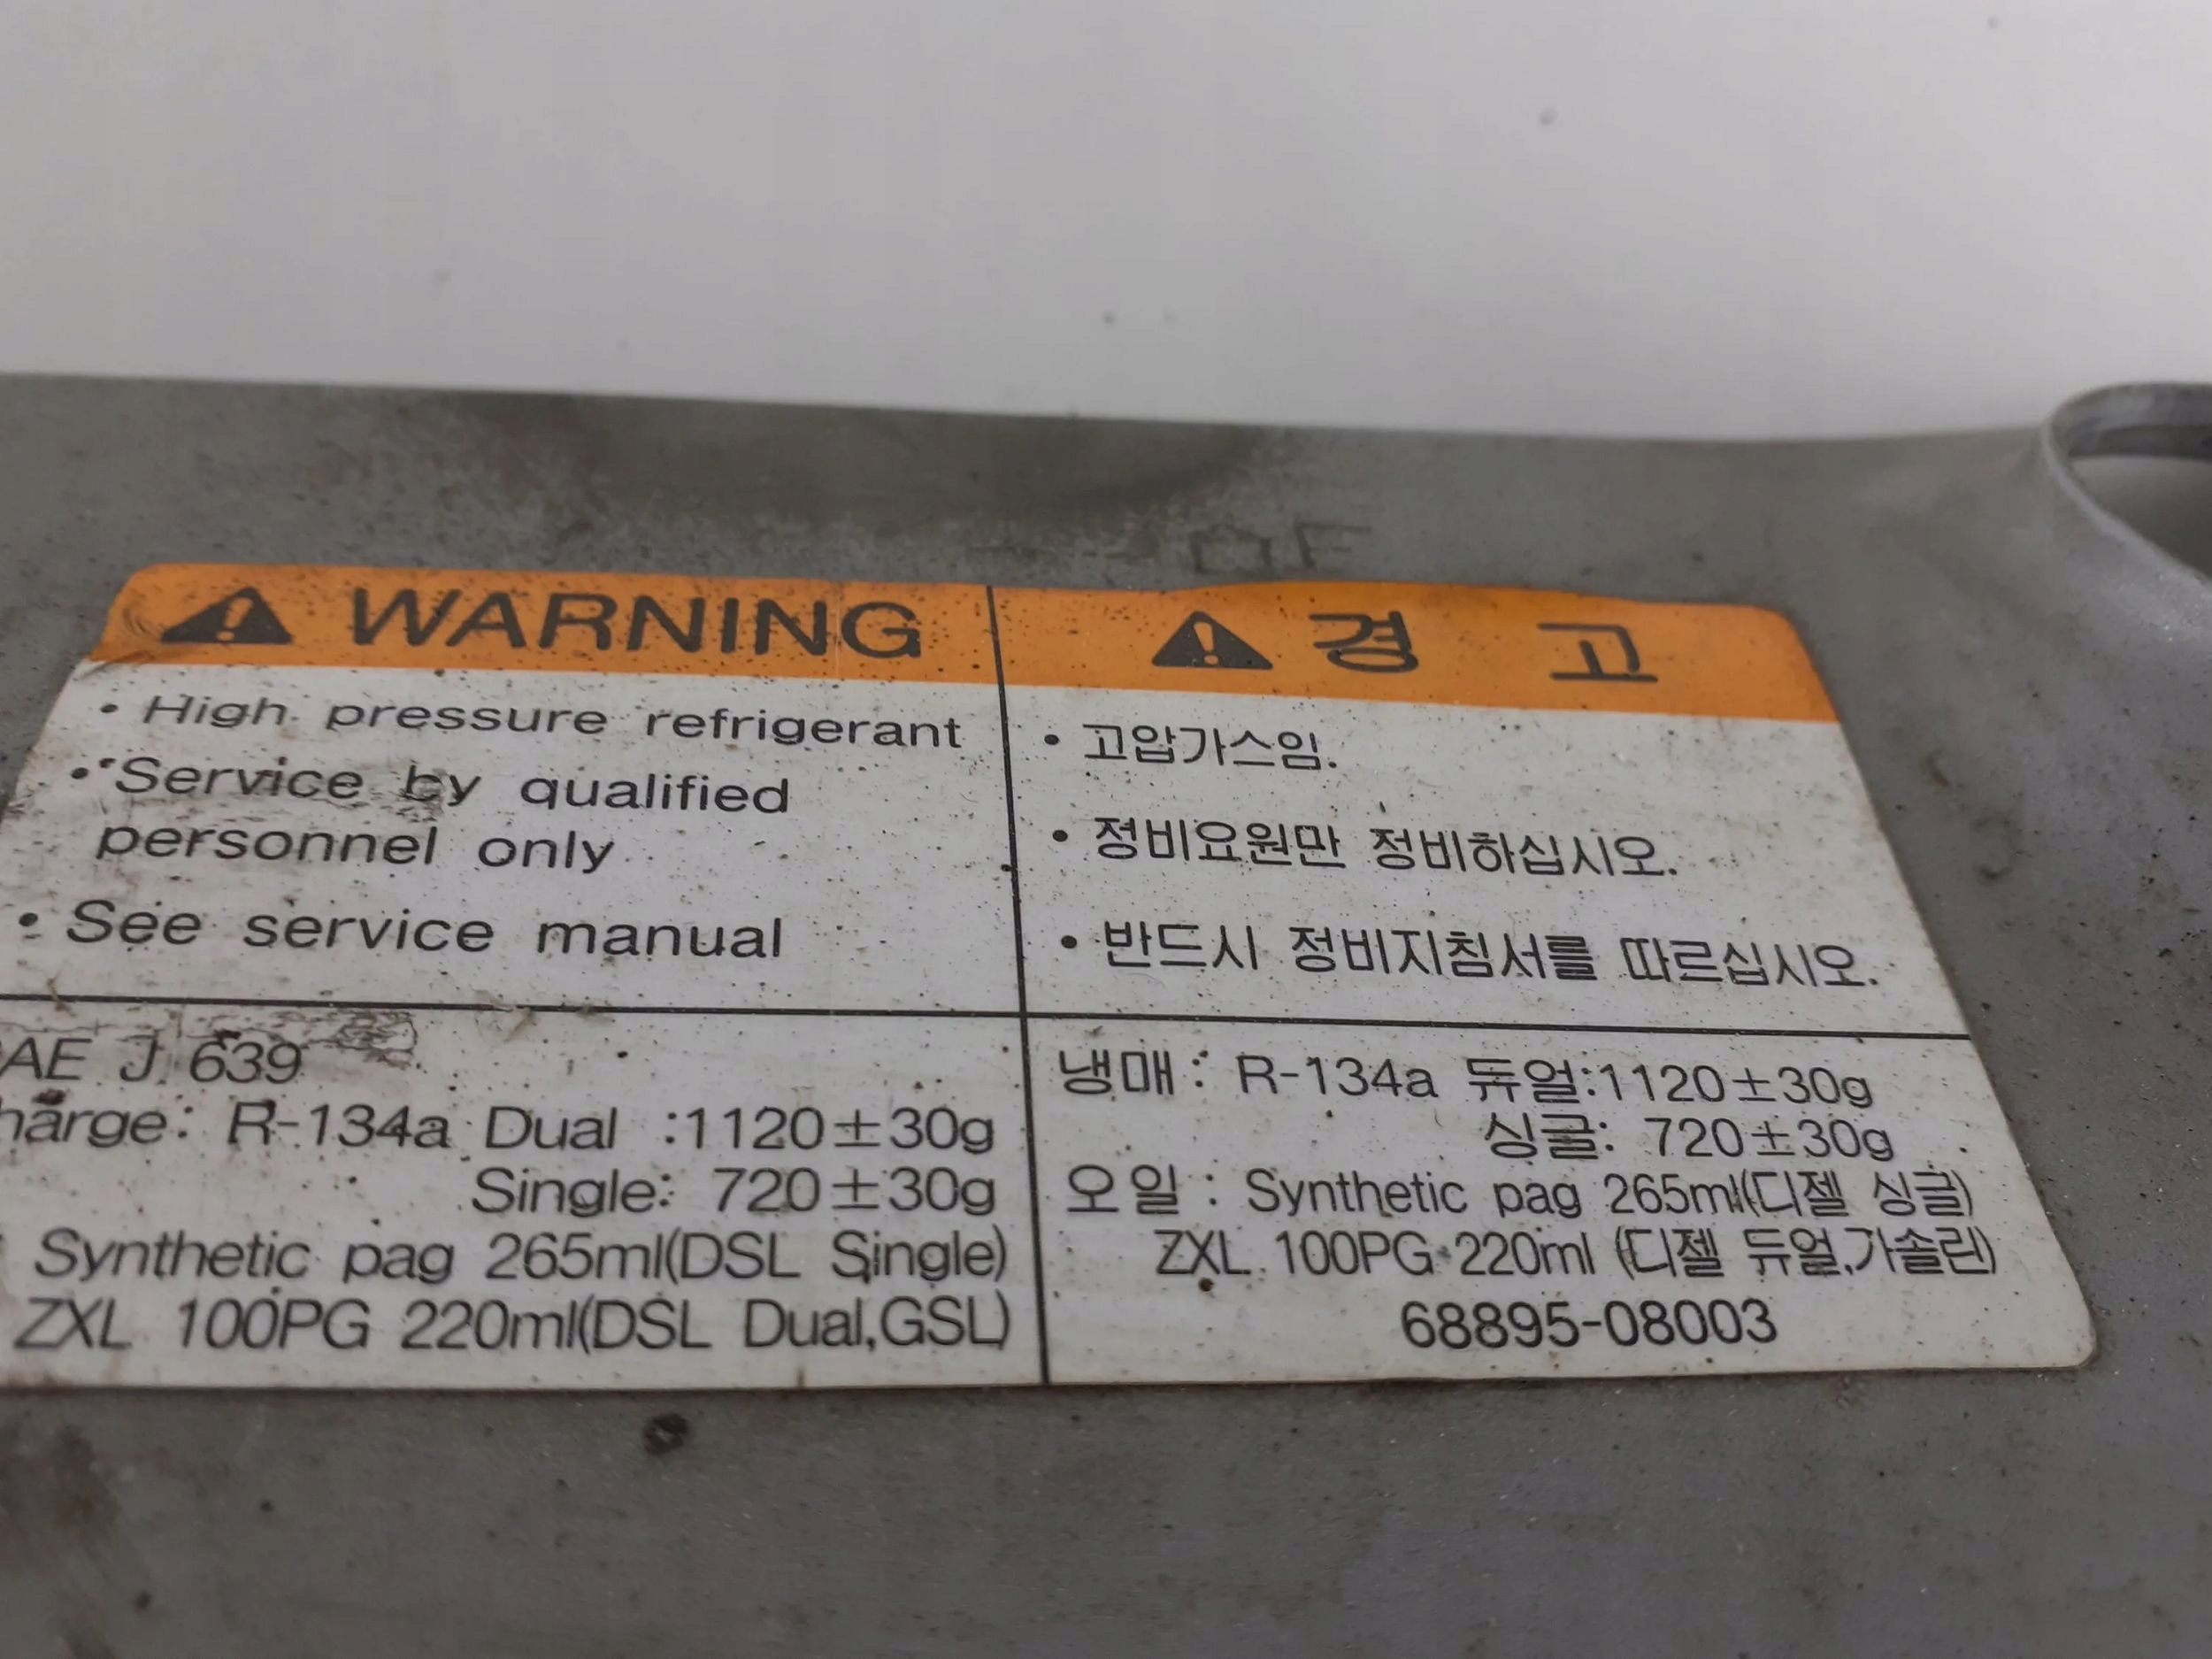 WARNING
• High pressure refrigerant
• Service by qualified
personnel only
• See service manual
AE J 639
harge: R-134a Dual :1120±30g
Single: 720±30g
Synthetic pag 265ml(DSL Single)
ZXL 100PG 220ml(DSL Dual,GSL)
경 고
• 고압가스임.
• 정비요원만 정비하십시오.
• 반드시 정비지침서를 따르십시오.
냉매 : R-134a 듀얼:1120±30g
싱글: 720±30g
오일 : Synthetic pag 265ml(디젤 싱글)
ZXL 100PG 220ml (디젤 듀얼,가솔린)
68895-08003